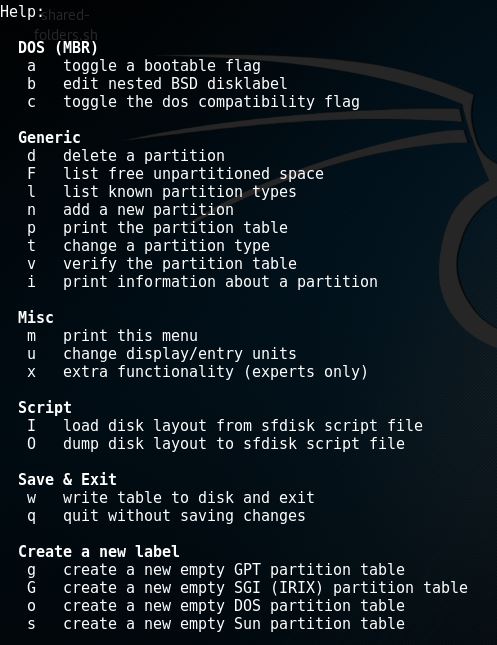 Help:
shared-
folders.sh
DOS (MBR)
a toggle a bootable flag
b edit nested BSD disklabel
c toggle the dos compatibility flag
Generic
d delete a partition
F list free unpartitioned space
l list known partition types
n add a new partition
p print the partition table
t change a partition type
v verify the partition table
i print information about a partition
Misc
m print this menu
u change display/entry units
x extra functionality (experts only)
Script
I load disk layout from sfdisk script file
O dump disk layout to sfdisk script file
Save & Exit
w write table to disk and exit
q quit without saving changes
Create a new label
g create a new empty GPT partition table
G create a new empty SGI (IRIX) partition table
o create a new empty DOS partition table
s create a new empty Sun partition table